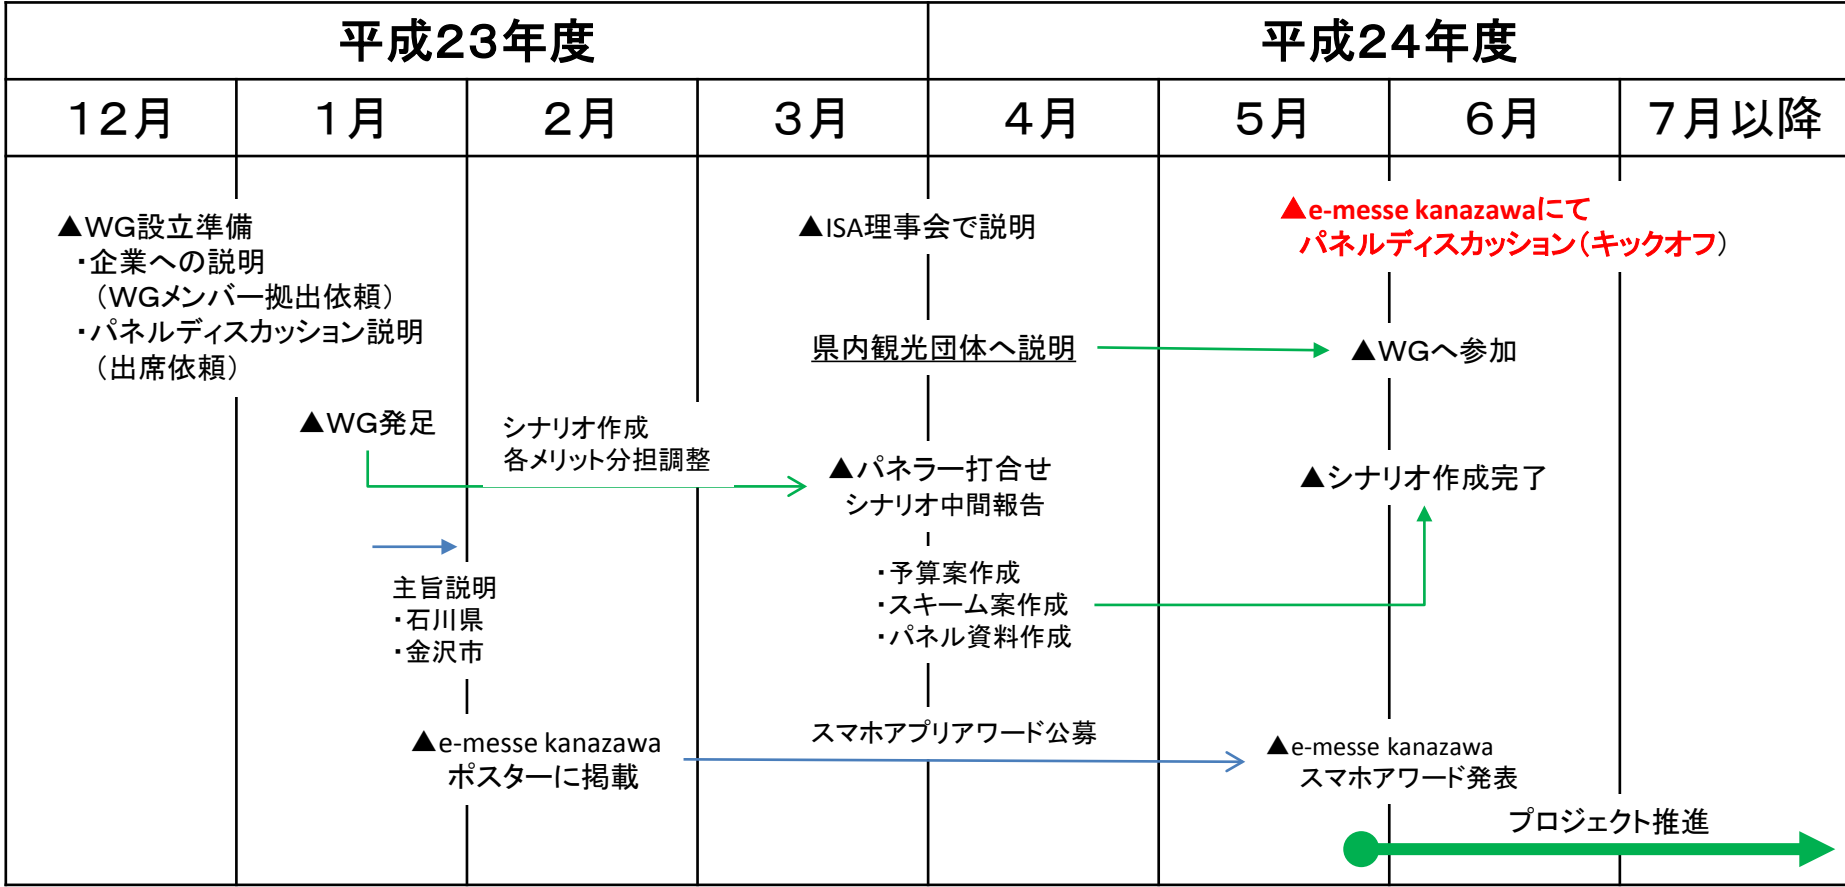 平成23年度
平成24年度
12月
1月
2月
3月
4月
5月
6月
7月以降
▲WG設立準備
・企業への説明
(WGメンバー拠出依頼)
・パネルディスカッション説明
(出席依頼)
▲ISA理事会で説明
▲e-messe kanazawaにて
パネルディスカッション(キックオフ)
県内観光団体へ説明
▲WGへ参加
▲WG発足
シナリオ作成
各メリット分担調整
▲パネラー打合せ
シナリオ中間報告
▲シナリオ作成完了
主旨説明
・石川県
・金沢市
・予算案作成
・スキーム案作成
・パネル資料作成
▲e-messe kanazawa
ポスターに掲載
スマホアプリアワード公募
▲e-messe kanazawa
スマホアワード発表
プロジェクト推進